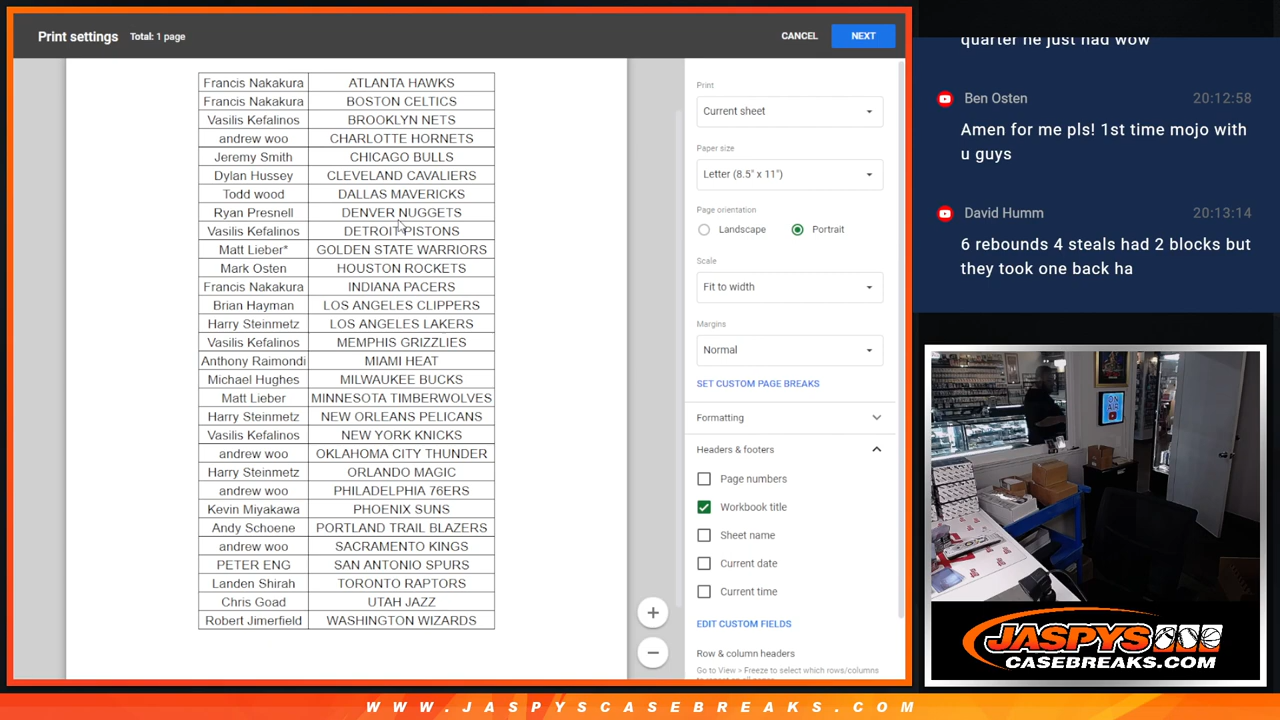 Print settings Total: 1 page CANCEL NEXT
Francis Nakakura ATLANTA HAWKS
Francis Nakakura BOSTON CELTICS
Vasilis Kefalinos BROOKLYN NETS
andrew woo CHARLOTTE HORNETS
Jeremy Smith CHICAGO BULLS
Dylan Hussey CLEVELAND CAVALIERS
Todd wood DALLAS MAVERICKS
Ryan Presnell DENVER NUGGETS
Vasilis Kefalinos DETROIT PISTONS
Matt Lieber* GOLDEN STATE WARRIORS
Mark Osten HOUSTON ROCKETS
Francis Nakakura INDIANA PACERS
Brian Hayman LOS ANGELES CLIPPERS
Harry Steinmetz LOS ANGELES LAKERS
Vasilis Kefalinos MEMPHIS GRIZZLIES
Anthony Raimondi MIAMI HEAT
Michael Hughes MILWAUKEE BUCKS
Matt Lieber MINNESOTA TIMBERWOLVES
Harry Steinmetz NEW ORLEANS PELICANS
Vasilis Kefalinos NEW YORK KNICKS
andrew woo OKLAHOMA CITY THUNDER
Harry Steinmetz ORLANDO MAGIC
andrew woo PHILADELPHIA 76ERS
Kevin Miyakawa PHOENIX SUNS
Andy Schoene PORTLAND TRAIL BLAZERS
andrew woo SACRAMENTO KINGS
PETER ENG SAN ANTONIO SPURS
Landen Shirah TORONTO RAPTORS
Chris Goad UTAH JAZZ
Robert Jimerfield WASHINGTON WIZARDS
Print
Current sheet
Paper size
Letter (8.5" x 11")
Page orientation
Landscape Portrait
Scale
Fit to width
Margins
Normal
SET CUSTOM PAGE BREAKS
Formatting
Headers & footers
Page numbers
Workbook title
Sheet name
Current date
Current time
EDIT CUSTOM FIELDS
Row & column headers
Go to View > Freeze to select which rows/columns
quarter he just had wow
Ben Osten 20:12:58
Amen for me pls! 1st time mojo with
u guys
David Humm 20:13:14
6 rebounds 4 steals had 2 blocks but
they took one back ha
ON
AIR
JASPYS
CASEBREAKS.COM
WWW.JASPYSCASEBREAKS.COM